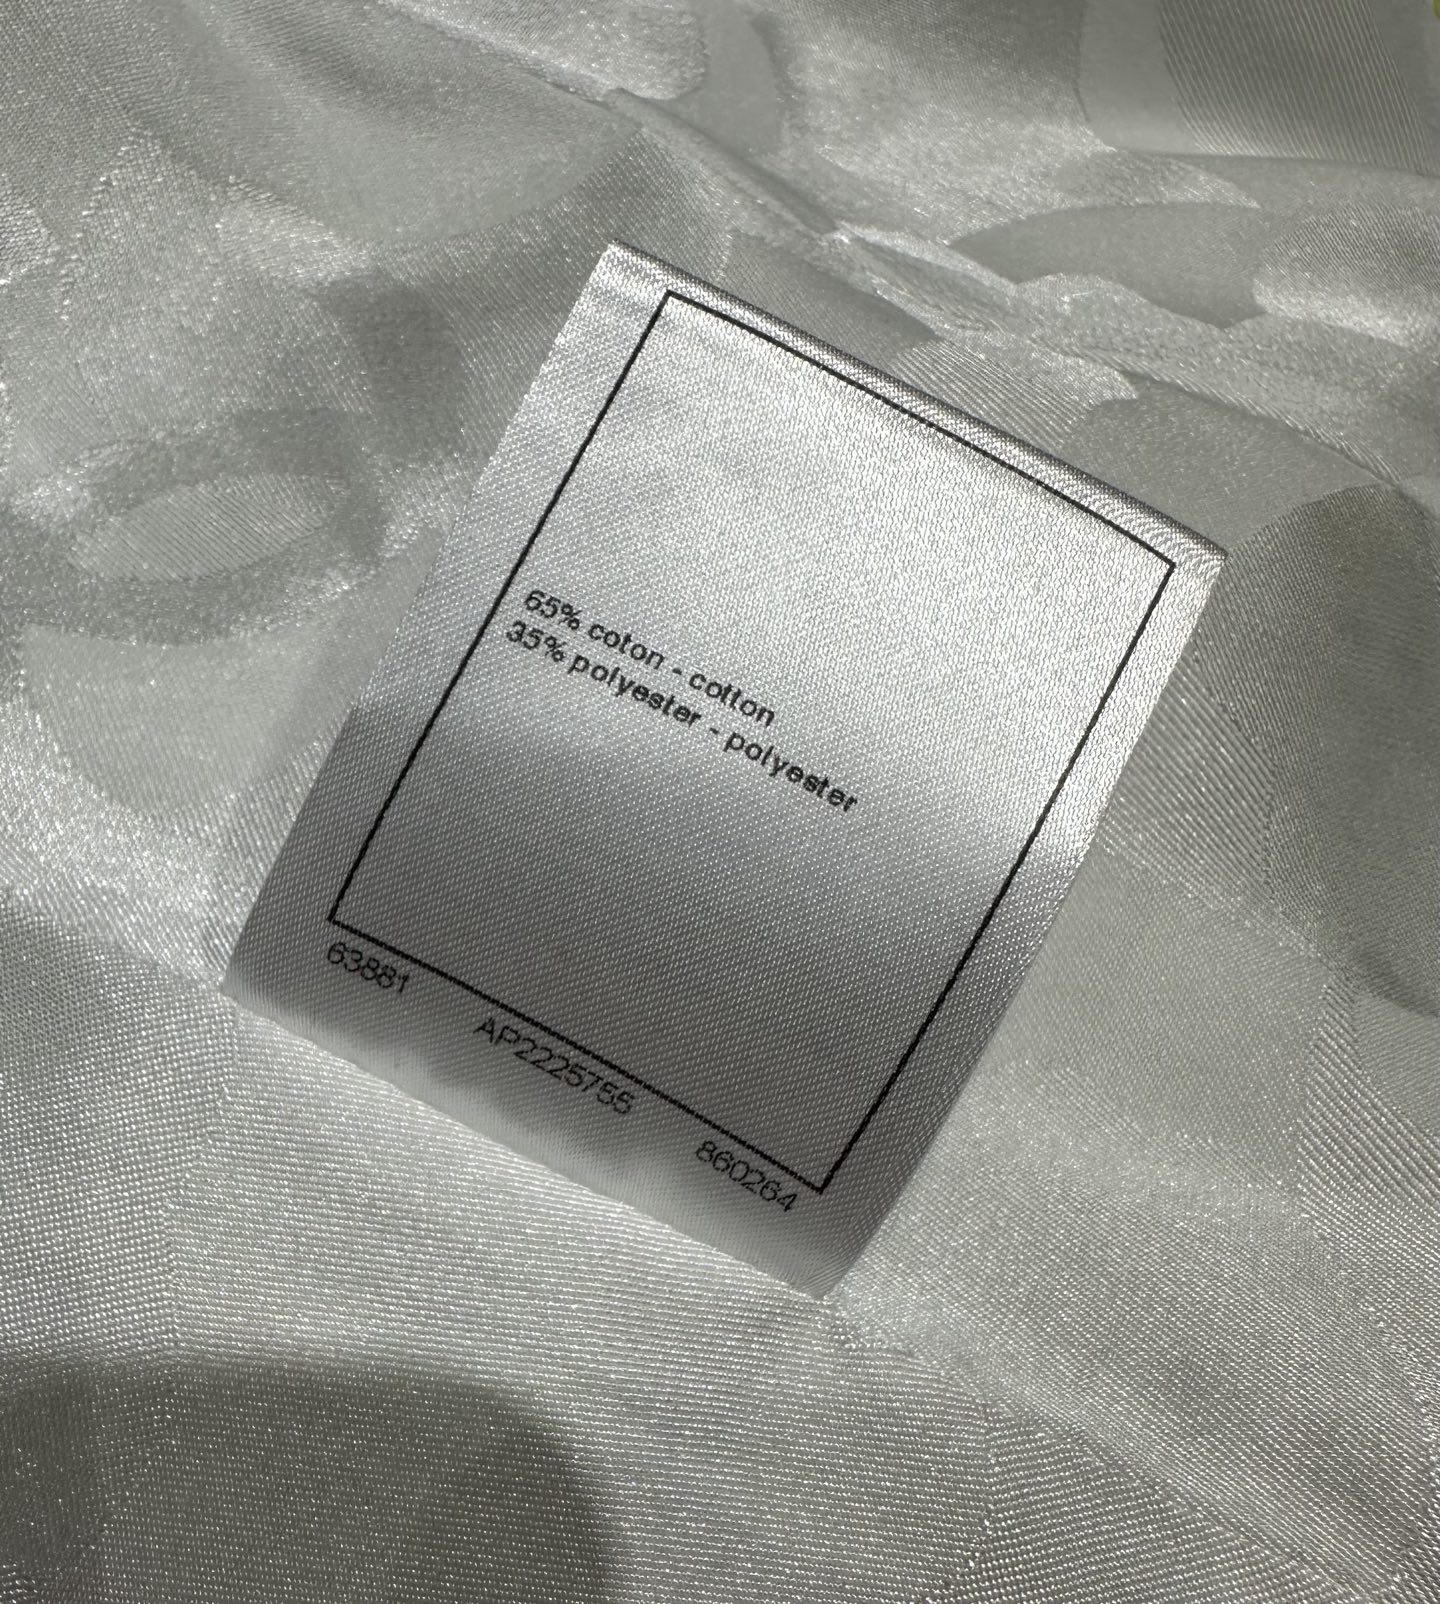 65% coton - cotton
35% polyester - polyester
63881 AP2225755 860264